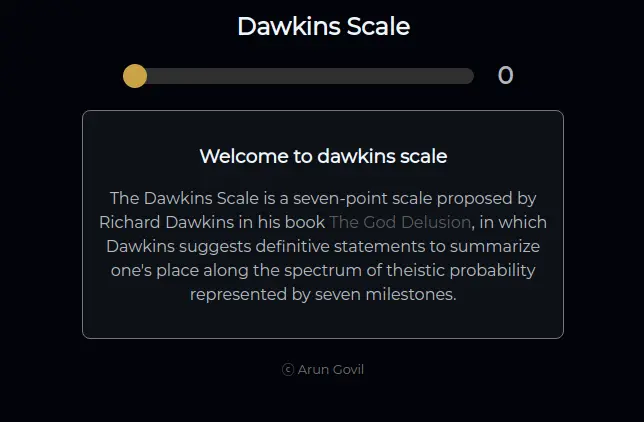 Dawkins Scale
0
Welcome to dawkins scale
The Dawkins Scale is a seven-point scale proposed by
Richard Dawkins in his book The God Delusion, in which
Dawkins suggests definitive statements to summarize
one's place along the spectrum of theistic probability
represented by seven milestones.
ⓒ Arun Govil